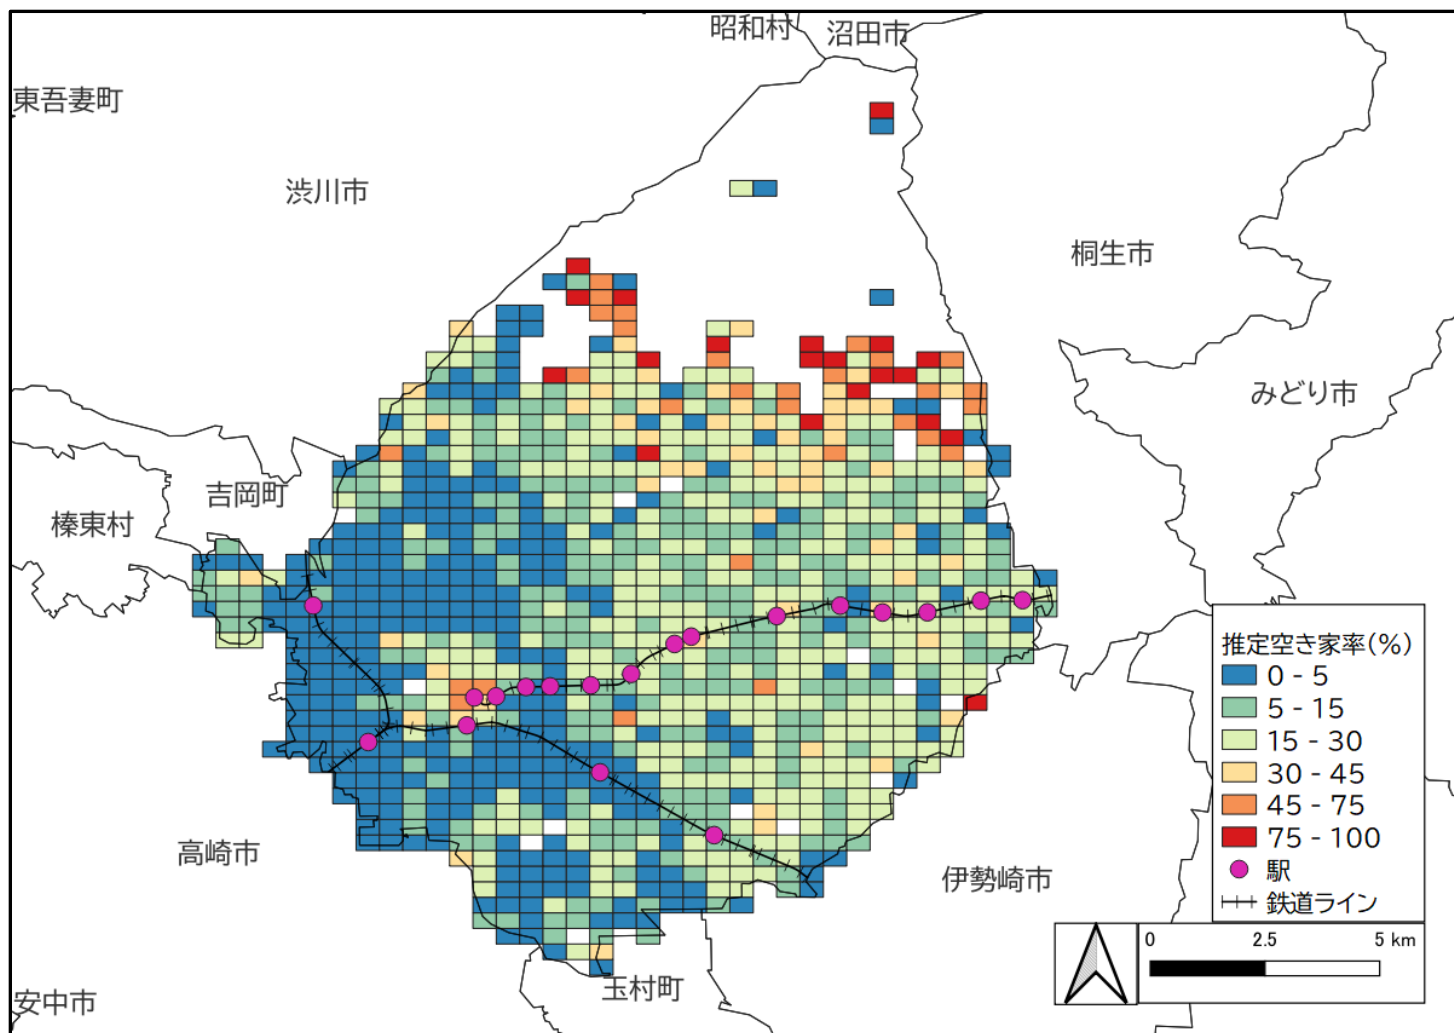 昭和村
沼田市
東吾妻町
渋川市
桐生市
みどり市
吉岡町
榛東村
高崎市
伊勢崎市
玉村町
安中市
推定空き家率(%)
0 - 5
5 - 15
15 - 30
30 - 45
45 - 75
75 - 100
駅
鉄道ライン
0 2.5 5 km